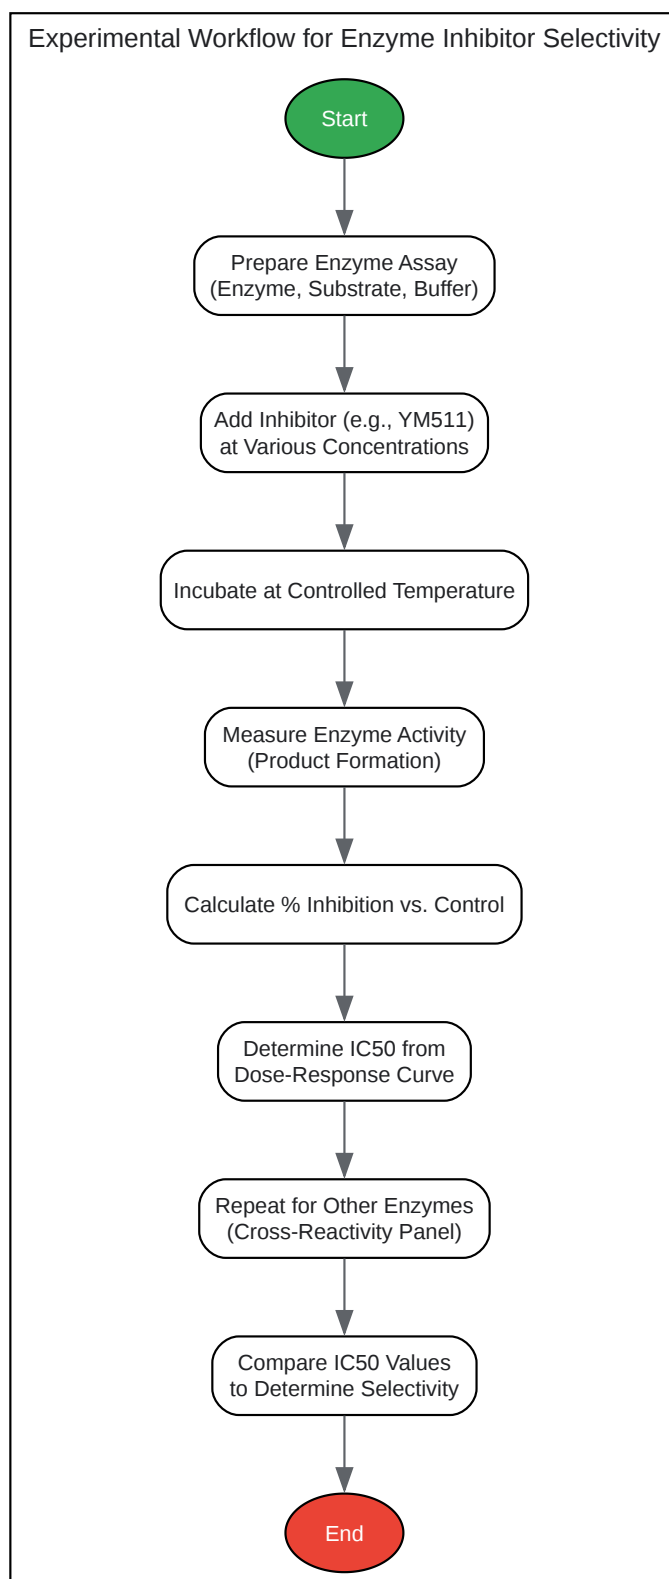 Experimental Workflow for Enzyme Inhibitor Selectivity
Start
Prepare Enzyme Assay
(Enzyme, Substrate, Buffer)
Add Inhibitor (e.g., YM511)
at Various Concentrations
Incubate at Controlled Temperature
Measure Enzyme Activity
(Product Formation)
Calculate % Inhibition vs. Control
Determine IC50 from
Dose-Response Curve
Repeat for Other Enzymes
(Cross-Reactivity Panel)
Compare IC50 Values
to Determine Selectivity
End